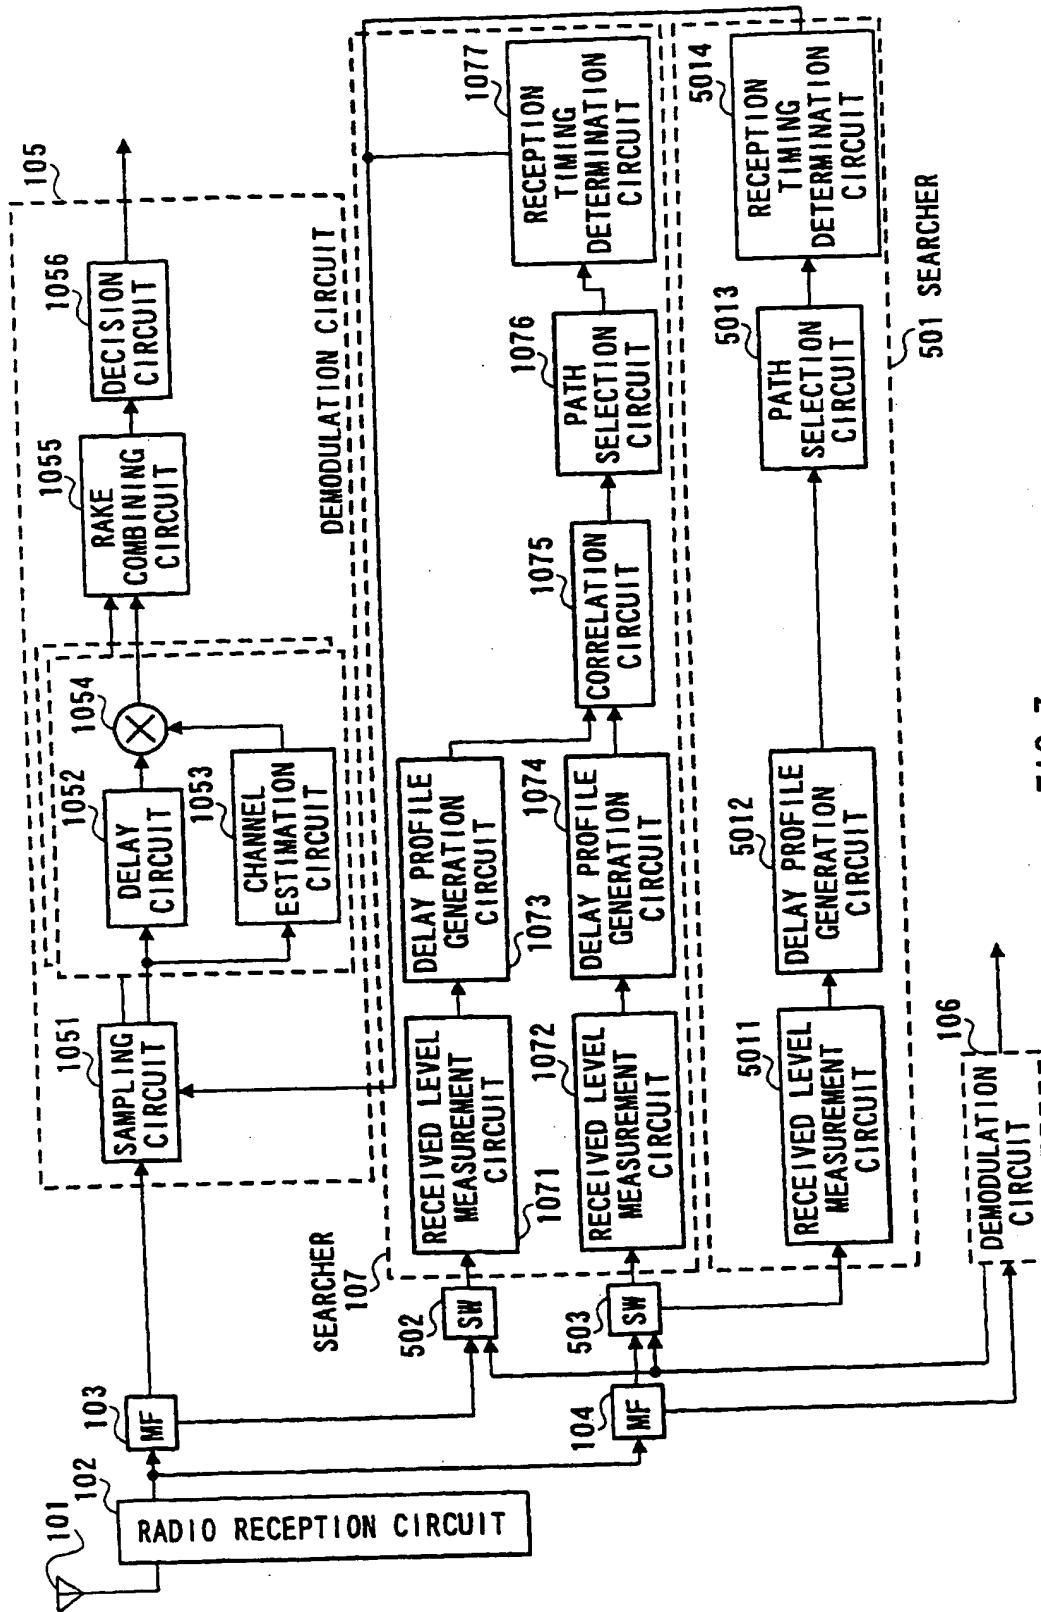 101
102
RADIO RECEPTION CIRCUIT
103
MF
104
MF
105
1051
SAMPLING
CIRCUIT
1052
DELAY
CIRCUIT
1053
CHANNEL
ESTIMATION
CIRCUIT
1054
1055
RAKE
COMBINING
CIRCUIT
1056
DECISION
CIRCUIT
DEMODULATION CIRCUIT
SEARCHER
107
502
SW
503
SW
RECEIVED LEVEL
MEASUREMENT
CIRCUIT
1071
1072
RECEIVED LEVEL
MEASUREMENT
CIRCUIT
DELAY PROFILE
GENERATION
CIRCUIT
1073
1074
DELAY PROFILE
GENERATION
CIRCUIT
1075
CORRELATION
CIRCUIT
1076
PATH
SELECTION
CIRCUIT
1077
RECEPTION
TIMING
DETERMINATION
CIRCUIT
5011
RECEIVED LEVEL
MEASUREMENT
CIRCUIT
5012
DELAY PROFILE
GENERATION
CIRCUIT
5013
PATH
SELECTION
CIRCUIT
5014
RECEPTION
TIMING
DETERMINATION
CIRCUIT
501 SEARCHER
106
DEMODULATION
CIRCUIT